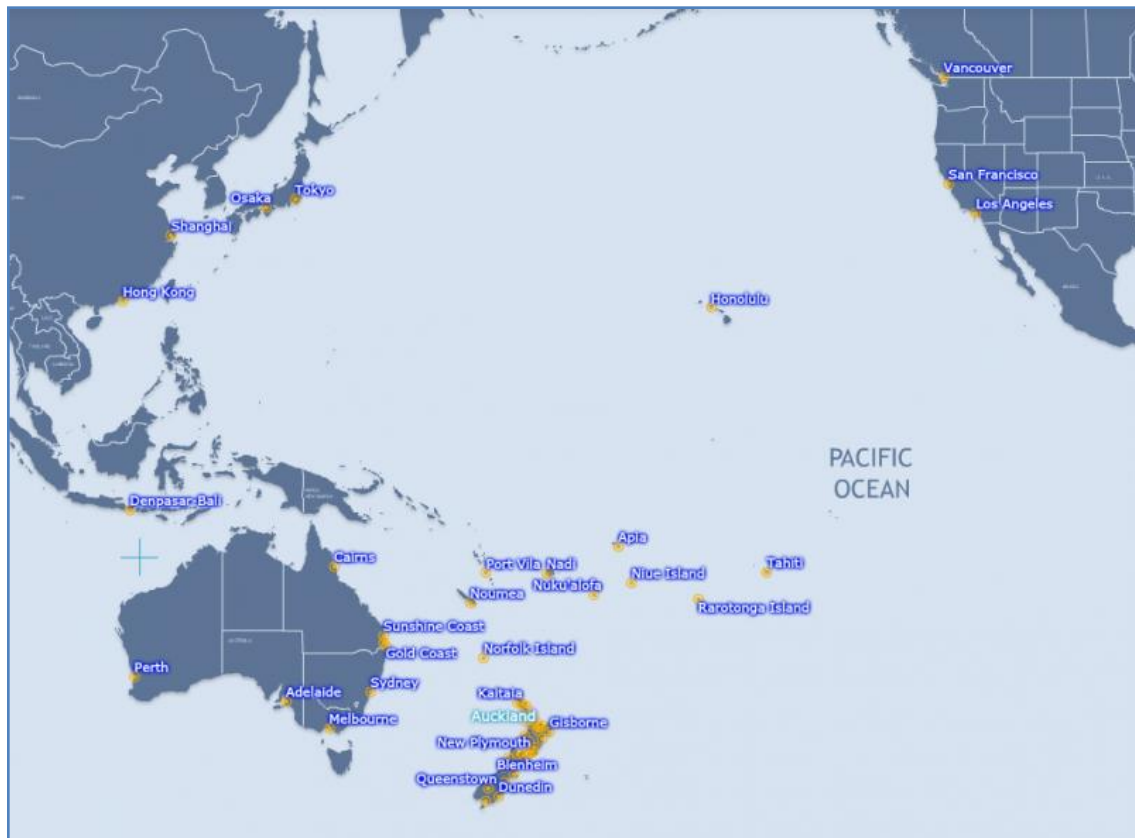 Vancouver
San Francisco
Los Angeles
Osaka
Tokyo
Shanghai
Hong Kong
Honolulu
PACIFIC
OCEAN
Denpasar-Bali
Cairns
Port Vila
Nadi
Apia
Nuku'alofa
Niue Island
Tahiti
Noumea
Rarotonga Island
Sunshine Coast
Gold Coast
Norfolk Island
Perth
Adelaide
Sydney
Melbourne
Kaitaia
Auckland
Gisborne
New Plymouth
Blenheim
Queenstown
Dunedin